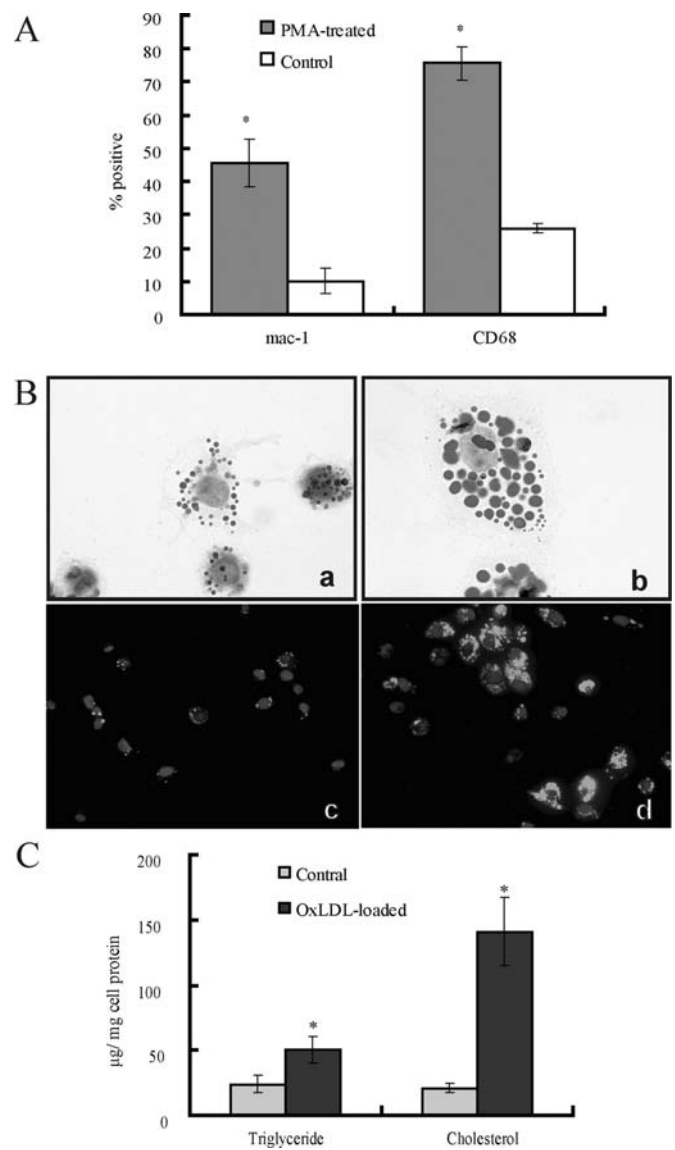 A
PMA-treated
Control
*
*
% positive
90
80
70
60
50
40
30
20
10
0
mac-1
CD68
B
a
b
c
d
C
Contral
OxLDL-loaded
*
*
µg/ mg cell protein
200
150
100
50
0
Triglyceride
Cholesterol